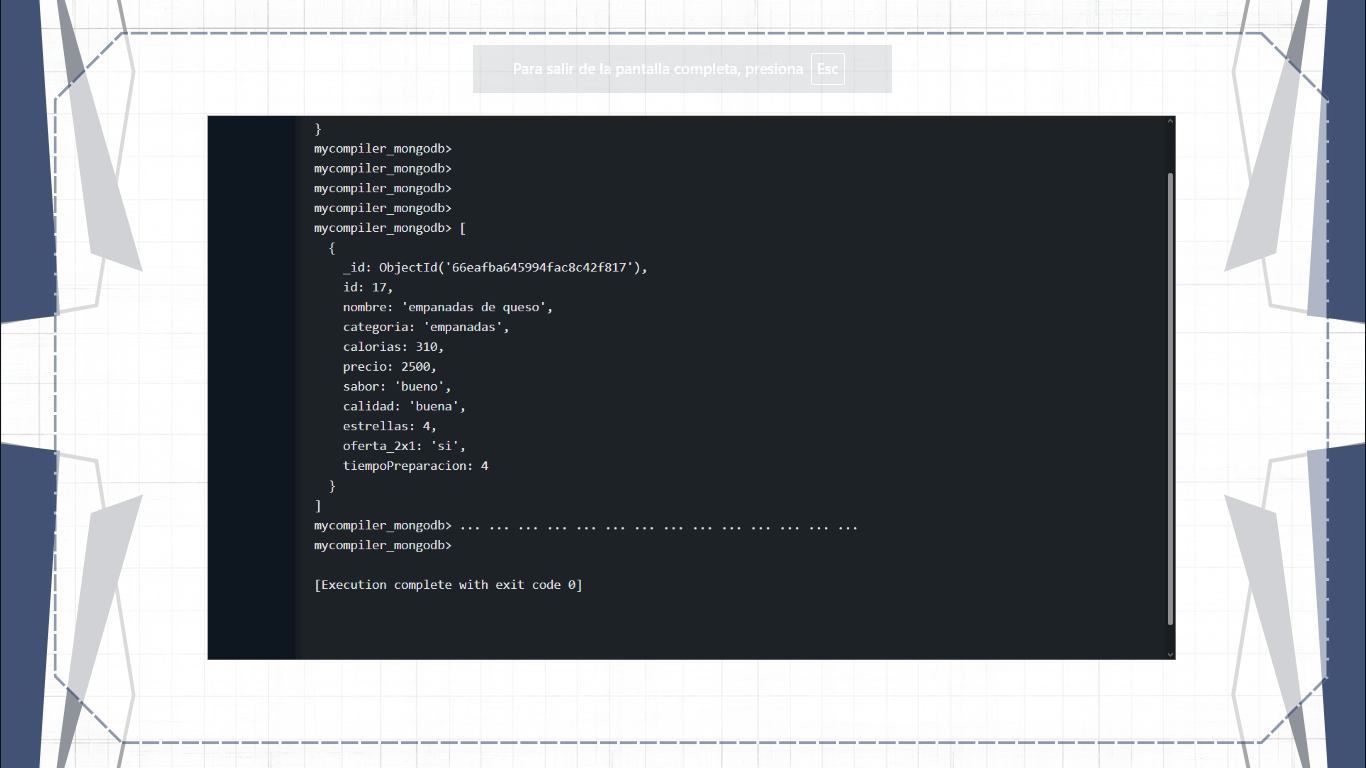 Para salir de la pantalla completa, presiona Esc
}
mycompiler_mongodb>
mycompiler_mongodb>
mycompiler_mongodb>
mycompiler_mongodb>
mycompiler_mongodb> [
{
_id: ObjectId('66eafba645994fac8c42f817'),
id: 17,
nombre: 'empanadas de queso',
categoria: 'empanadas',
calorias: 310,
precio: 2500,
sabor: 'bueno',
calidad: 'buena',
estrellas: 4,
oferta_2x1: 'si',
tiempoPreparacion: 4
}
]
mycompiler_mongodb> ... ... ... ... ... ... ... ... ... ... ... ... ... ...
mycompiler_mongodb>
[Execution complete with exit code 0]